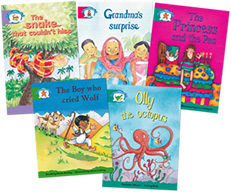 The
snake
that couldn't hiss
Grandma's
surprise
The
Princess
and the Pea
The Boy who
cried Wolf
Olly
the octopus